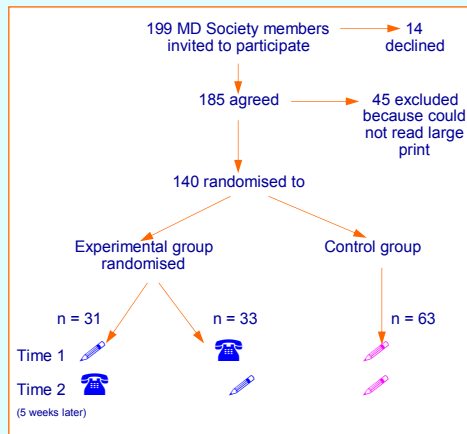 199 MD Society members
invited to participate
14
declined
185 agreed
45 excluded
because could
not read large
print
140 randomised to
Experimental group
randomised
Control group
n = 31
n = 33
n = 63
Time 1
Time 2
(5 weeks later)